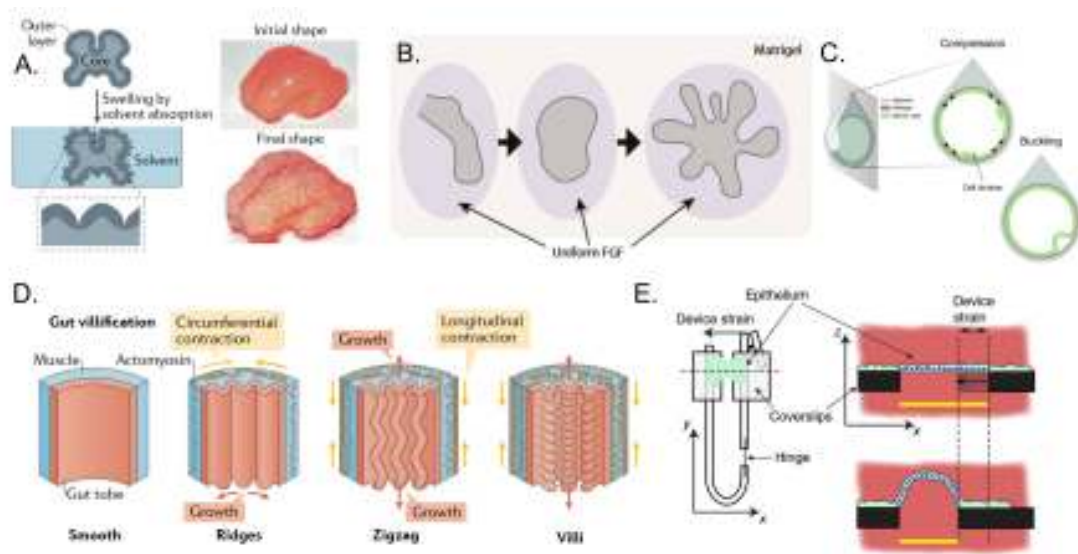 A.
Outer
layer
Core
Swelling by
solvent absorption
Solvent
Initial shape
Final shape
B.
Matrigel
Uniform FGF
C.
Compression
Buckling
D.
Gut villification
Muscle
Actomyosin
Circumferential
contraction
Growth
Longitudinal
contraction
Gut tube
Growth
Growth
Smooth
Ridges
Zigzag
Villi
E.
Epithelium
Device strain
Device
strain
Coverslips
Hinge
y
x
z
x